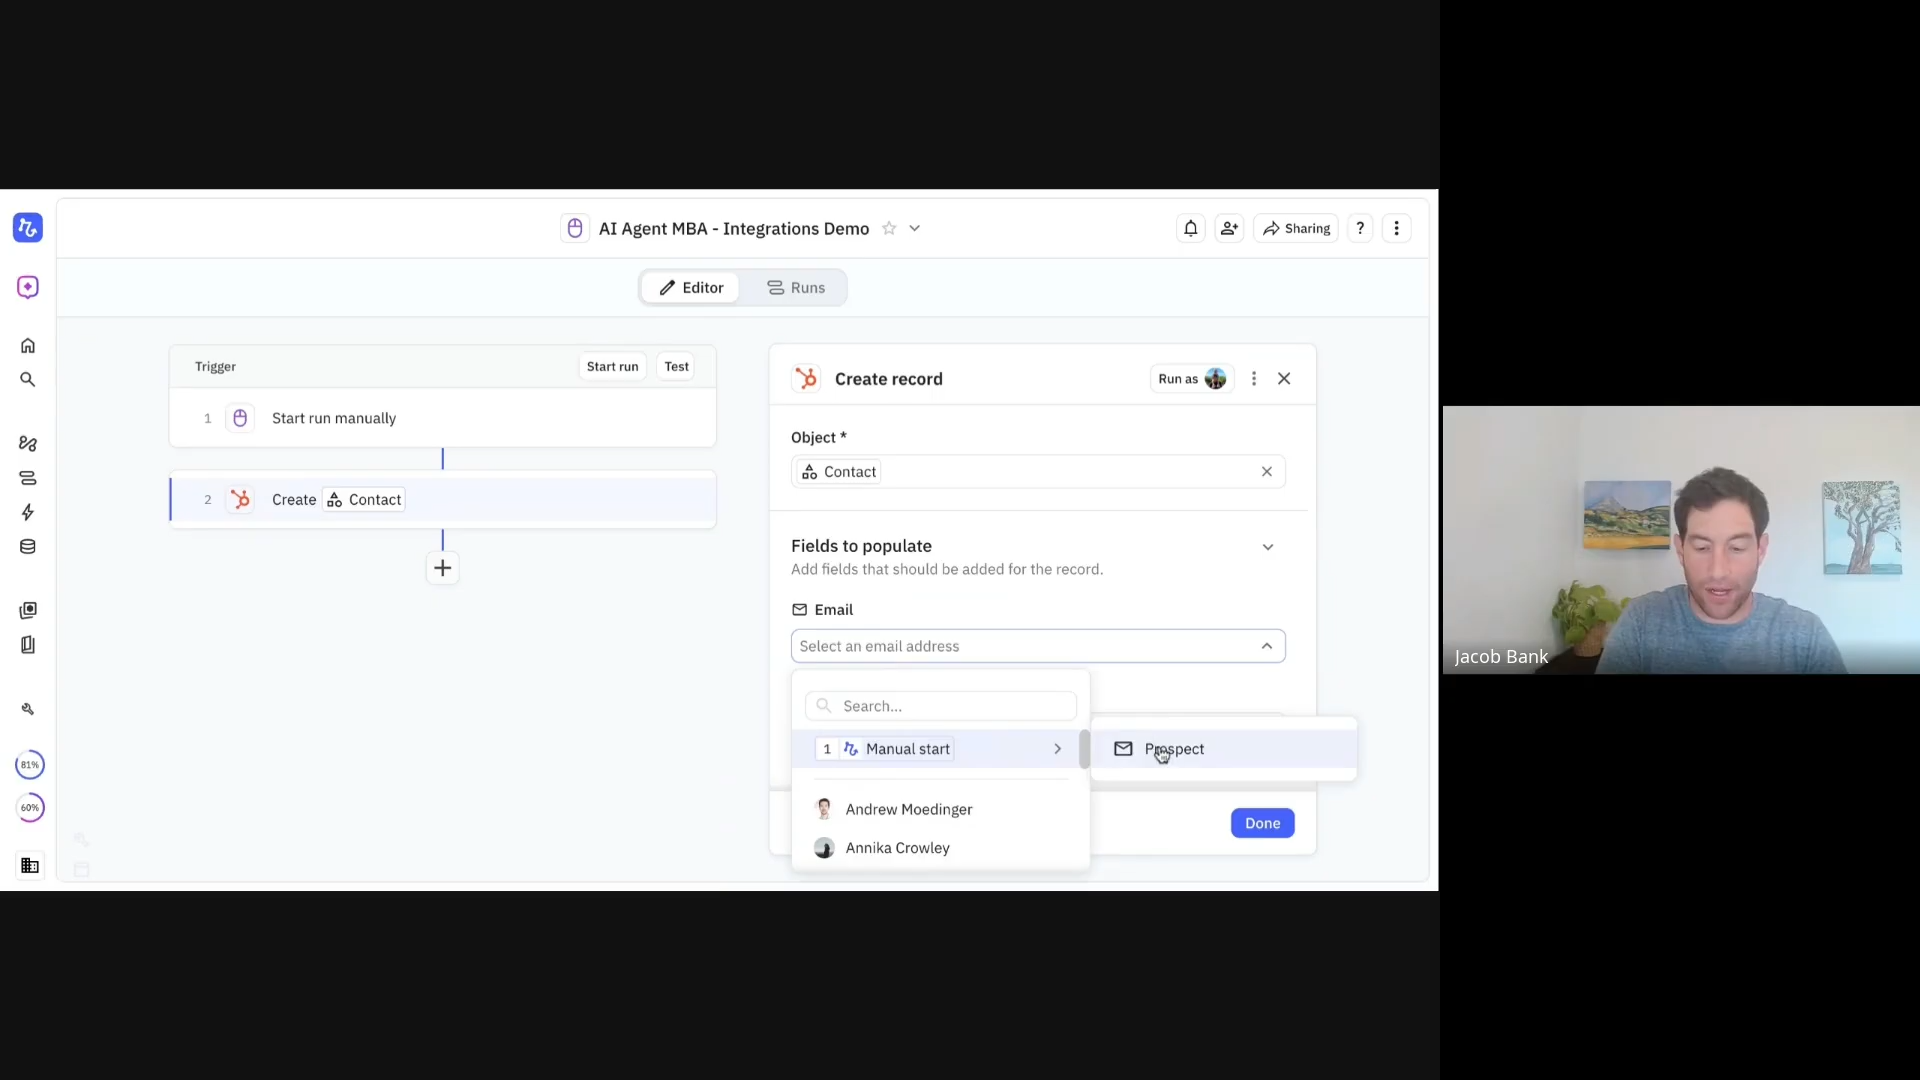 AI Agent MBA - Integrations Demo
Sharing
?
Editor
Runs
Trigger
Start run
Test
1
Start run manually
2
Create
Contact
Create record
Run as
Object *
Contact
Fields to populate
Add fields that should be added for the record.
Email
Select an email address
Search...
1
Manual start
Prospect
Andrew Moedinger
Annika Crowley
Done
81%
60%
Jacob Bank